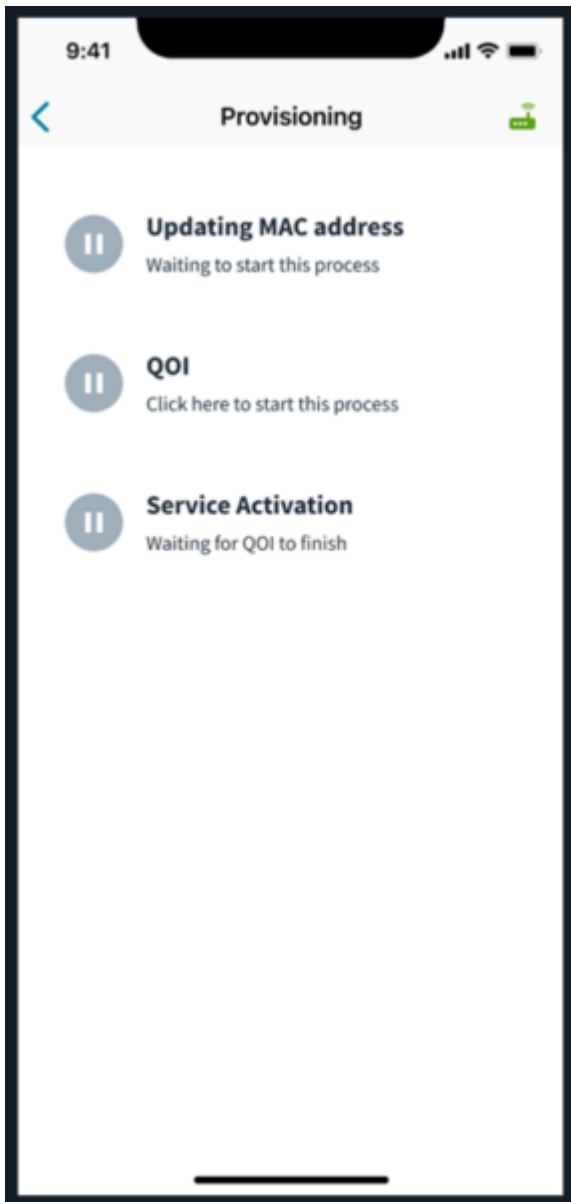 9:41
Provisioning
Updating MAC address
Waiting to start this process
QOI
Click here to start this process
Service Activation
Waiting for QOI to finish